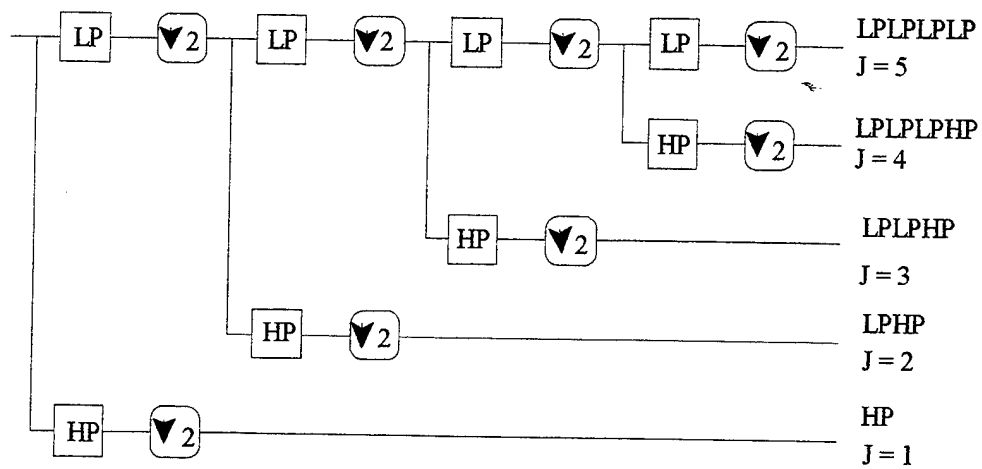 LP 2 LP 2 LP 2 LP 2 LPLPLPLP
J = 5
HP 2 LPLPLPHP
J = 4
HP 2 LPLPHP
J = 3
HP 2 LPHP
J = 2
HP 2 HP
J = 1